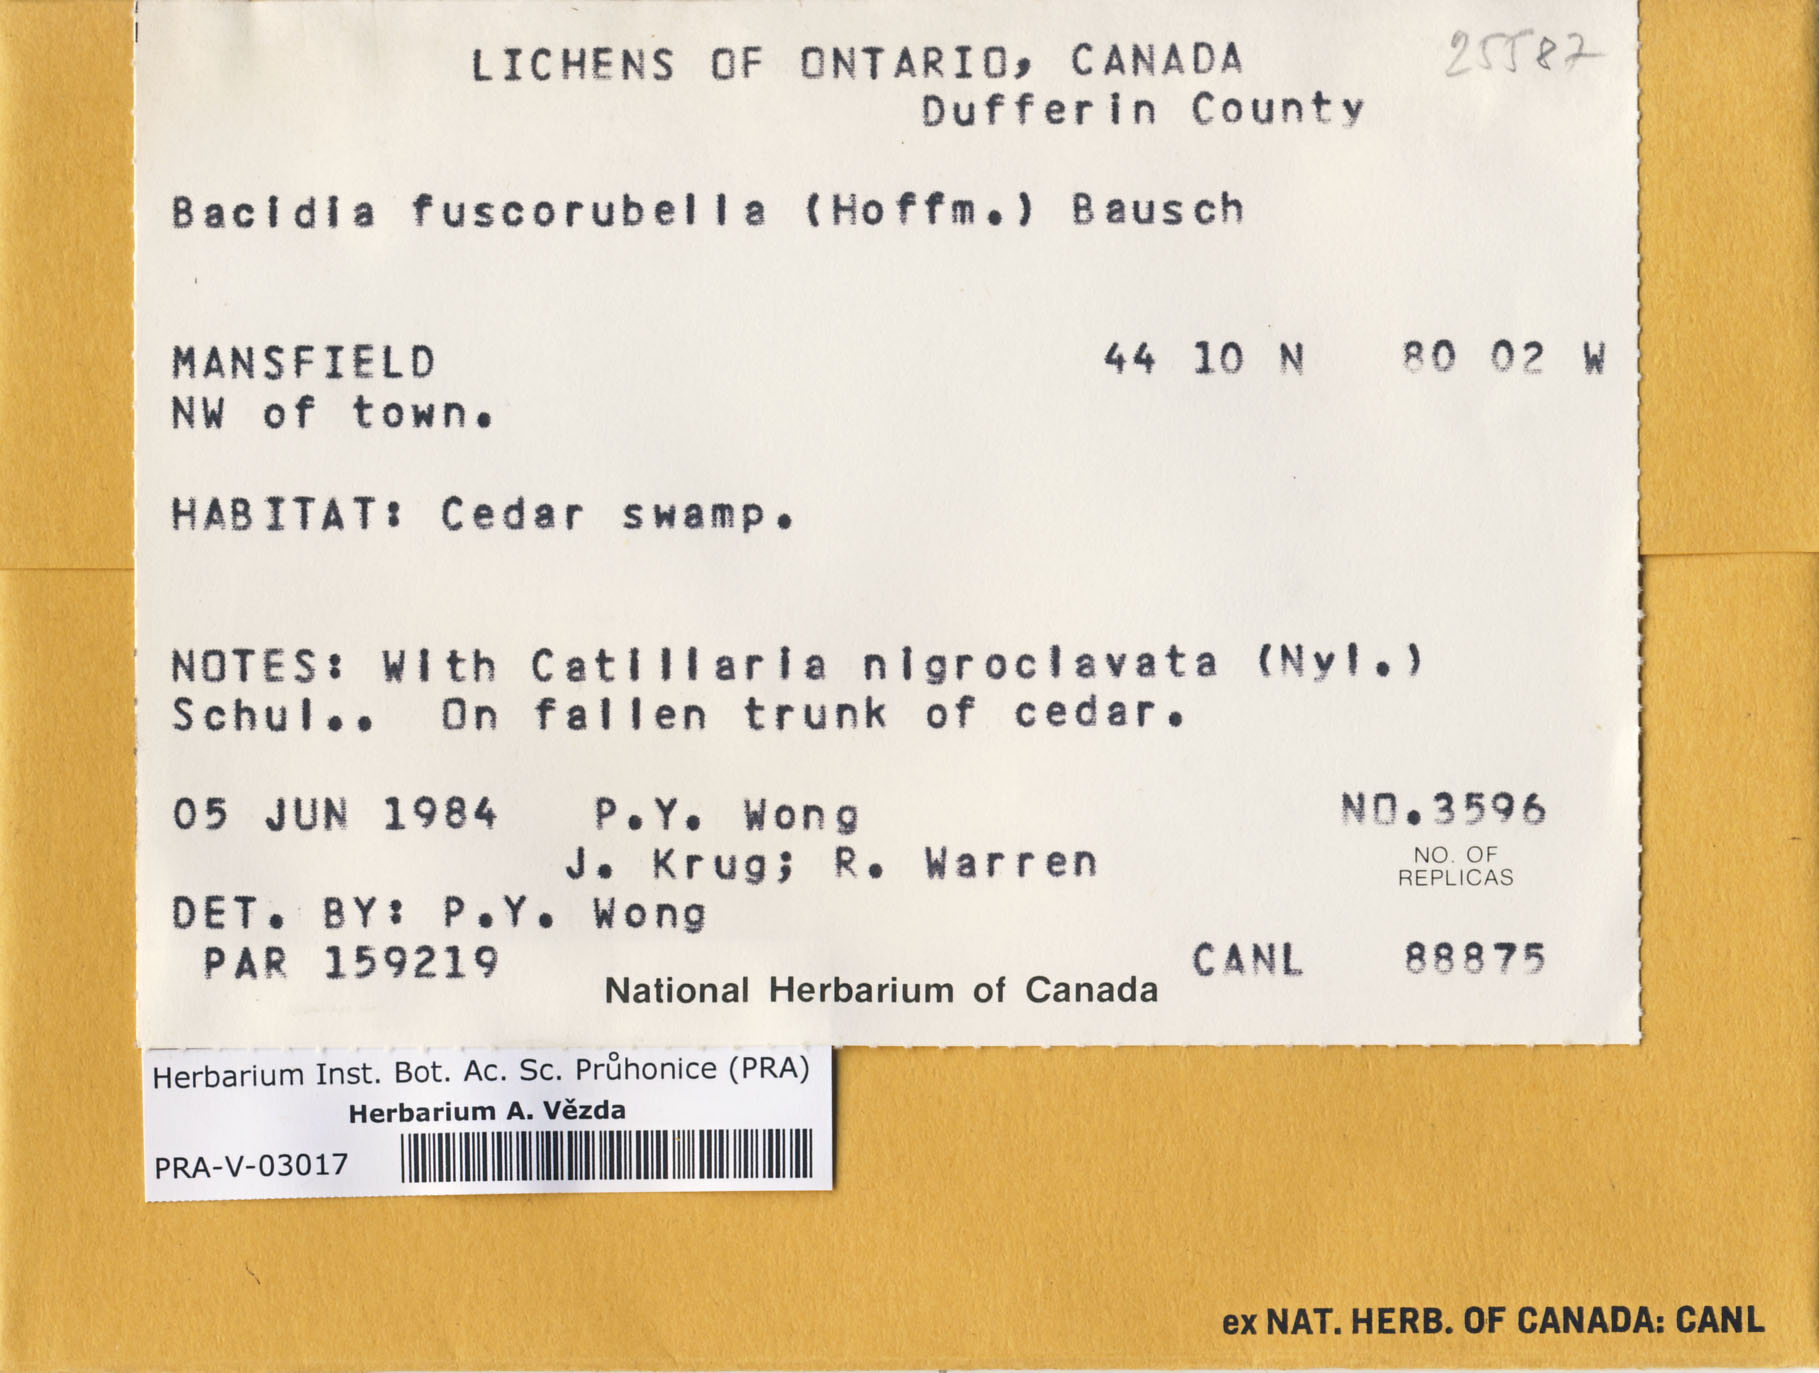 LICHENS OF ONTARIO, CANADA 25587
Dufferin County
Bacidia fuscorubella (Hoffm.) Bausch
MANSFIELD 44 10 N 80 02 W
NW of town.
HABITAT: Cedar swamp.
NOTES: With Catillaria nigroclavata (Nyl.)
Schul.. On fallen trunk of cedar.
05 JUN 1984 P.Y. Wong NO.3596
J. Krug; R. Warren
NO. OF
REPLICAS
DET. BY: P.Y. Wong
PAR 159219 CANL 88875
National Herbarium of Canada
Herbarium Inst. Bot. Ac. Sc. Průhonice (PRA)
Herbarium A. Vězda
PRA-V-03017
ex NAT. HERB. OF CANADA: CANL